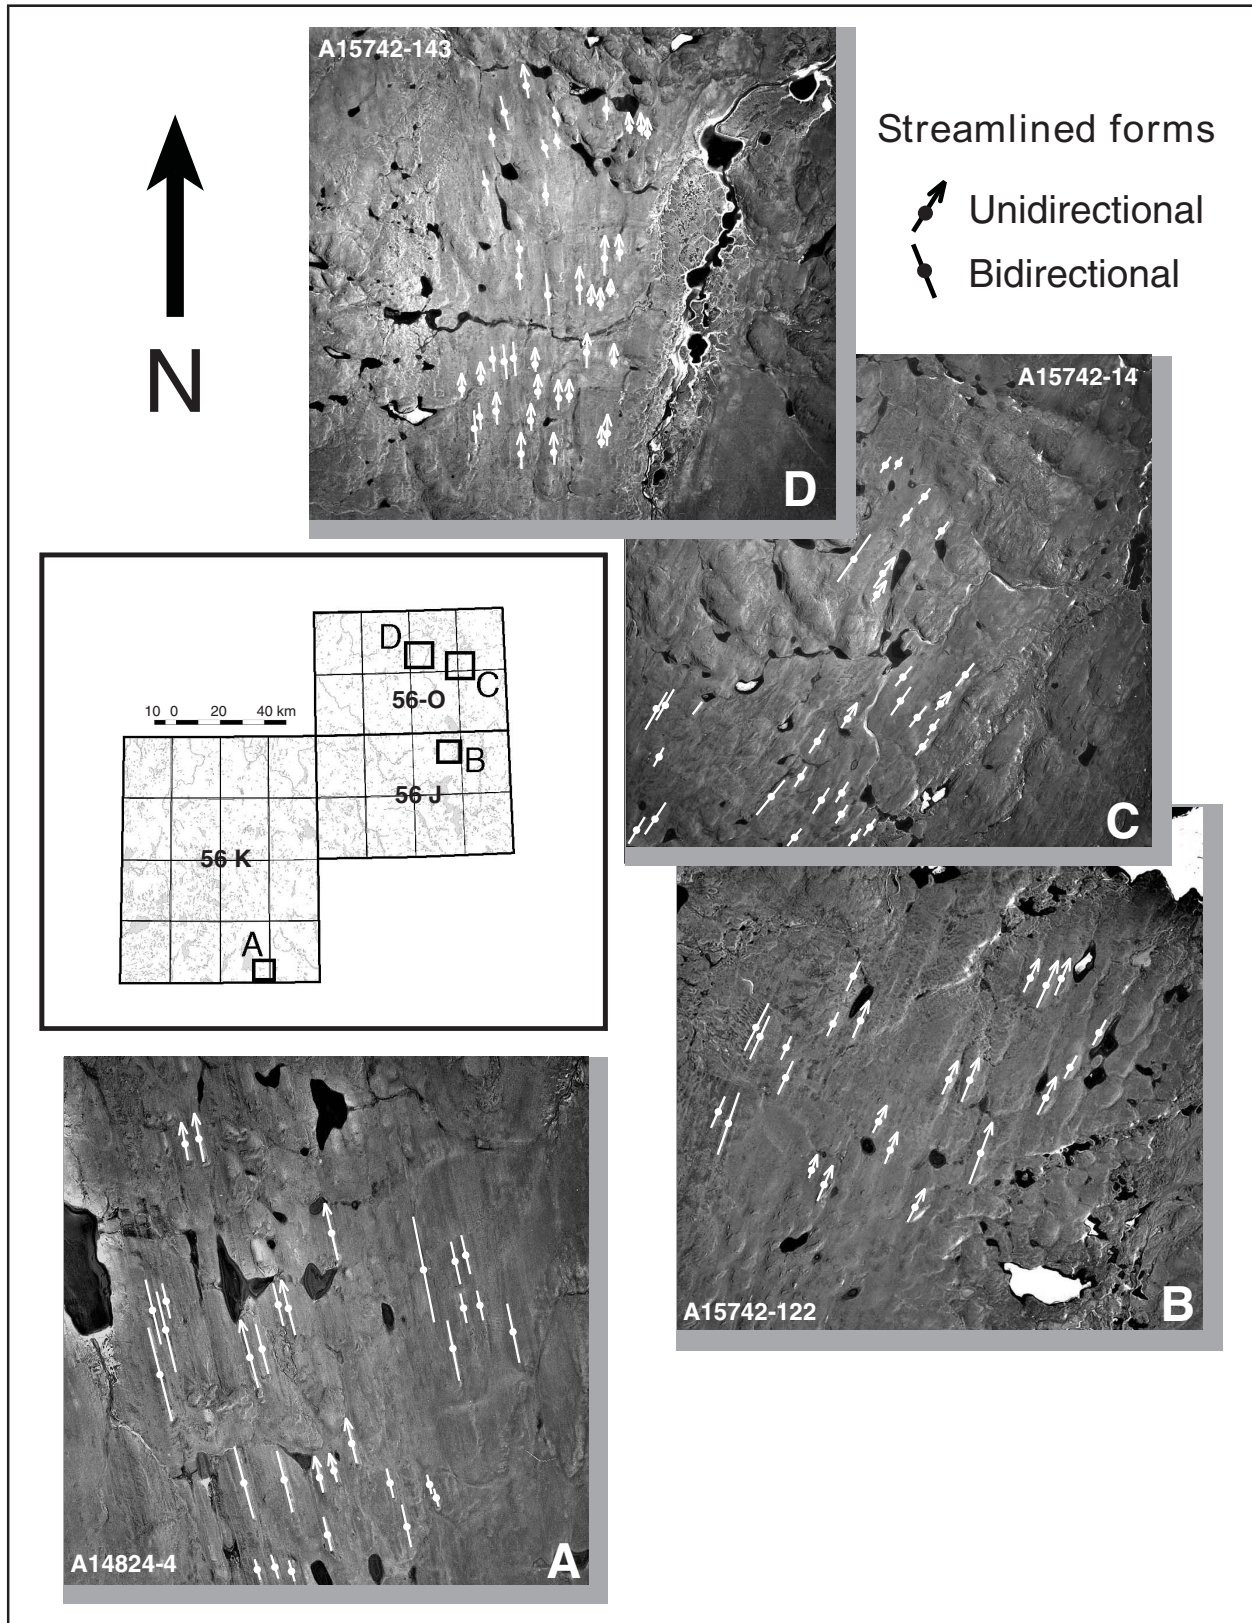 A15742-143
Streamlined forms
Unidirectional
Bidirectional
N
D
A15742-14
C
D
C
56-O
10 0 20 40 km
B
56 J
56 K
A
A15742-122
B
A14824-4
A